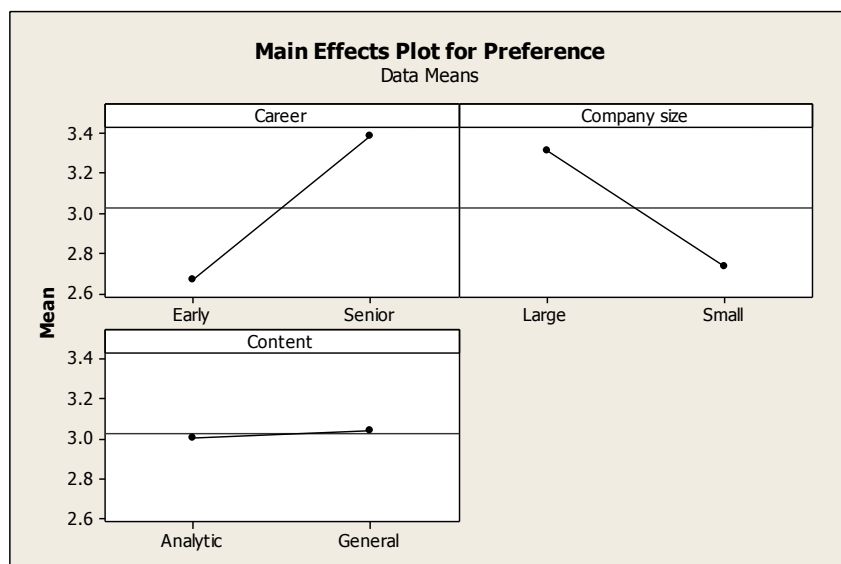 Main Effects Plot for Preference
Data Means
Career Company size
3.4
3.2
3.0
2.8
2.6
Early Senior Large Small
Mean
Content
3.4
3.2
3.0
2.8
2.6
Analytic General